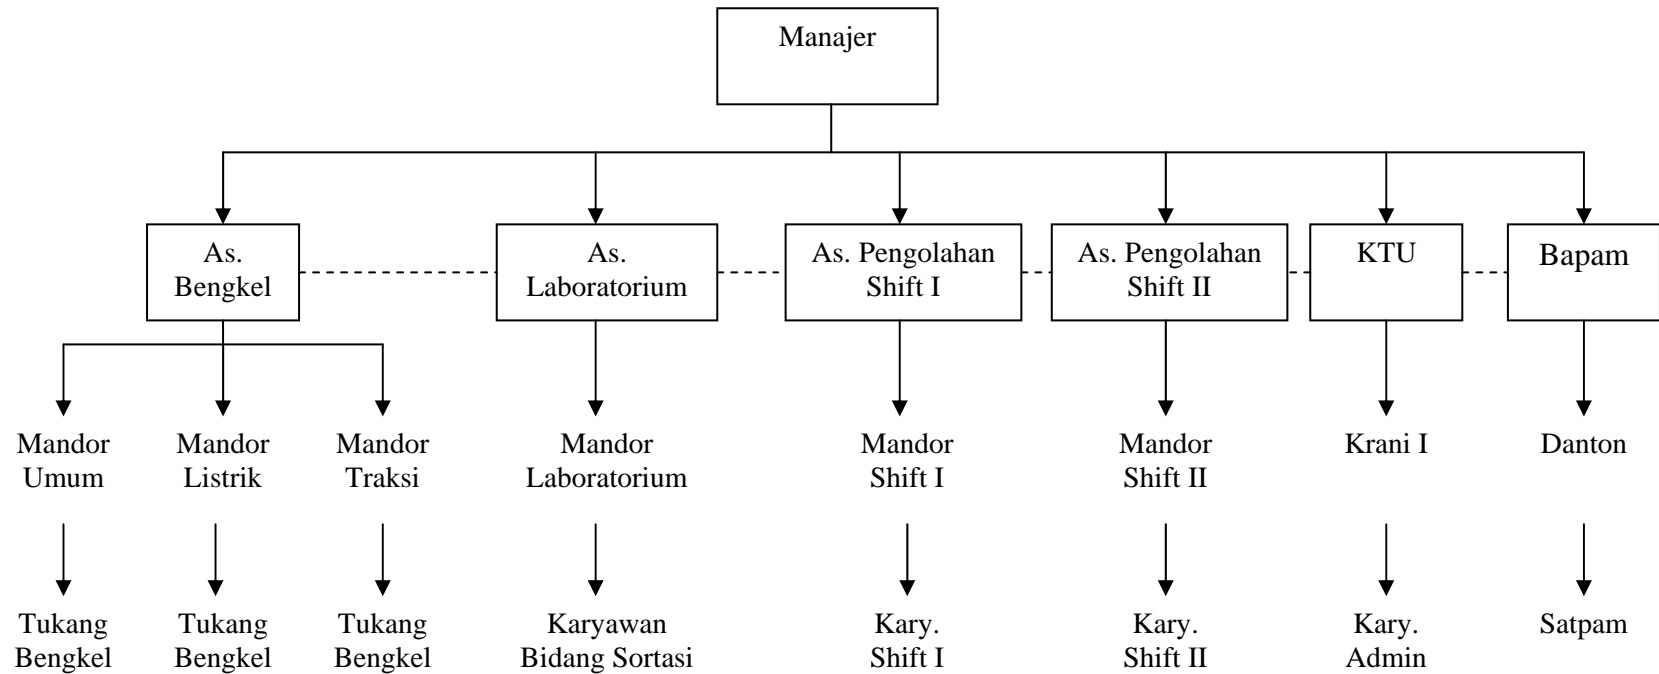 Manajer
As.
Bengkel
As.
Laboratorium
As. Pengolahan
Shift I
As. Pengolahan
Shift II
KTU
Bapam
Mandor
Umum
Mandor
Listrik
Mandor
Traksi
Mandor
Laboratorium
Mandor
Shift I
Mandor
Shift II
Krani I
Danton
Tukang
Bengkel
Tukang
Bengkel
Tukang
Bengkel
Karyawan
Bidang Sortasi
Kary.
Shift I
Kary.
Shift II
Kary.
Admin
Satpam